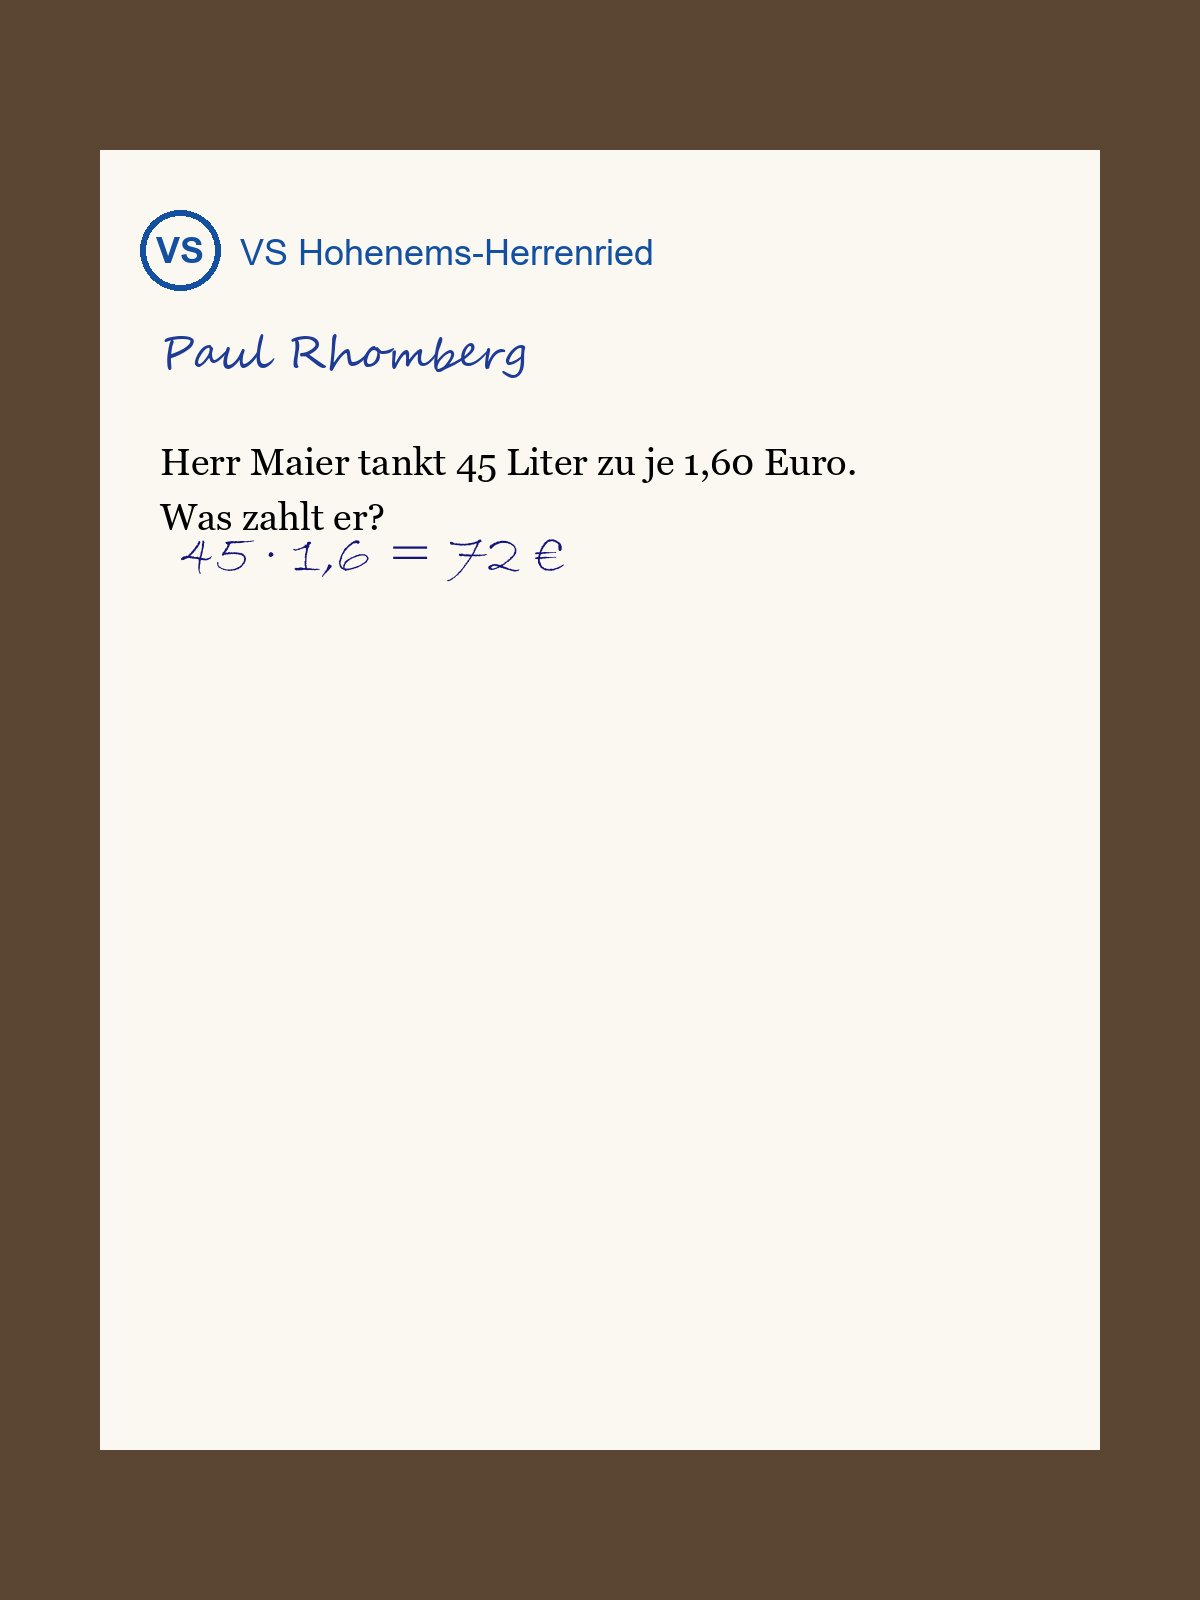 VS VS Hohenems-Herrenried
Paul Rhomberg
Herr Maier tankt 45 Liter zu je 1,60 Euro.
Was zahlt er?
45 · 1,6 = 72 €